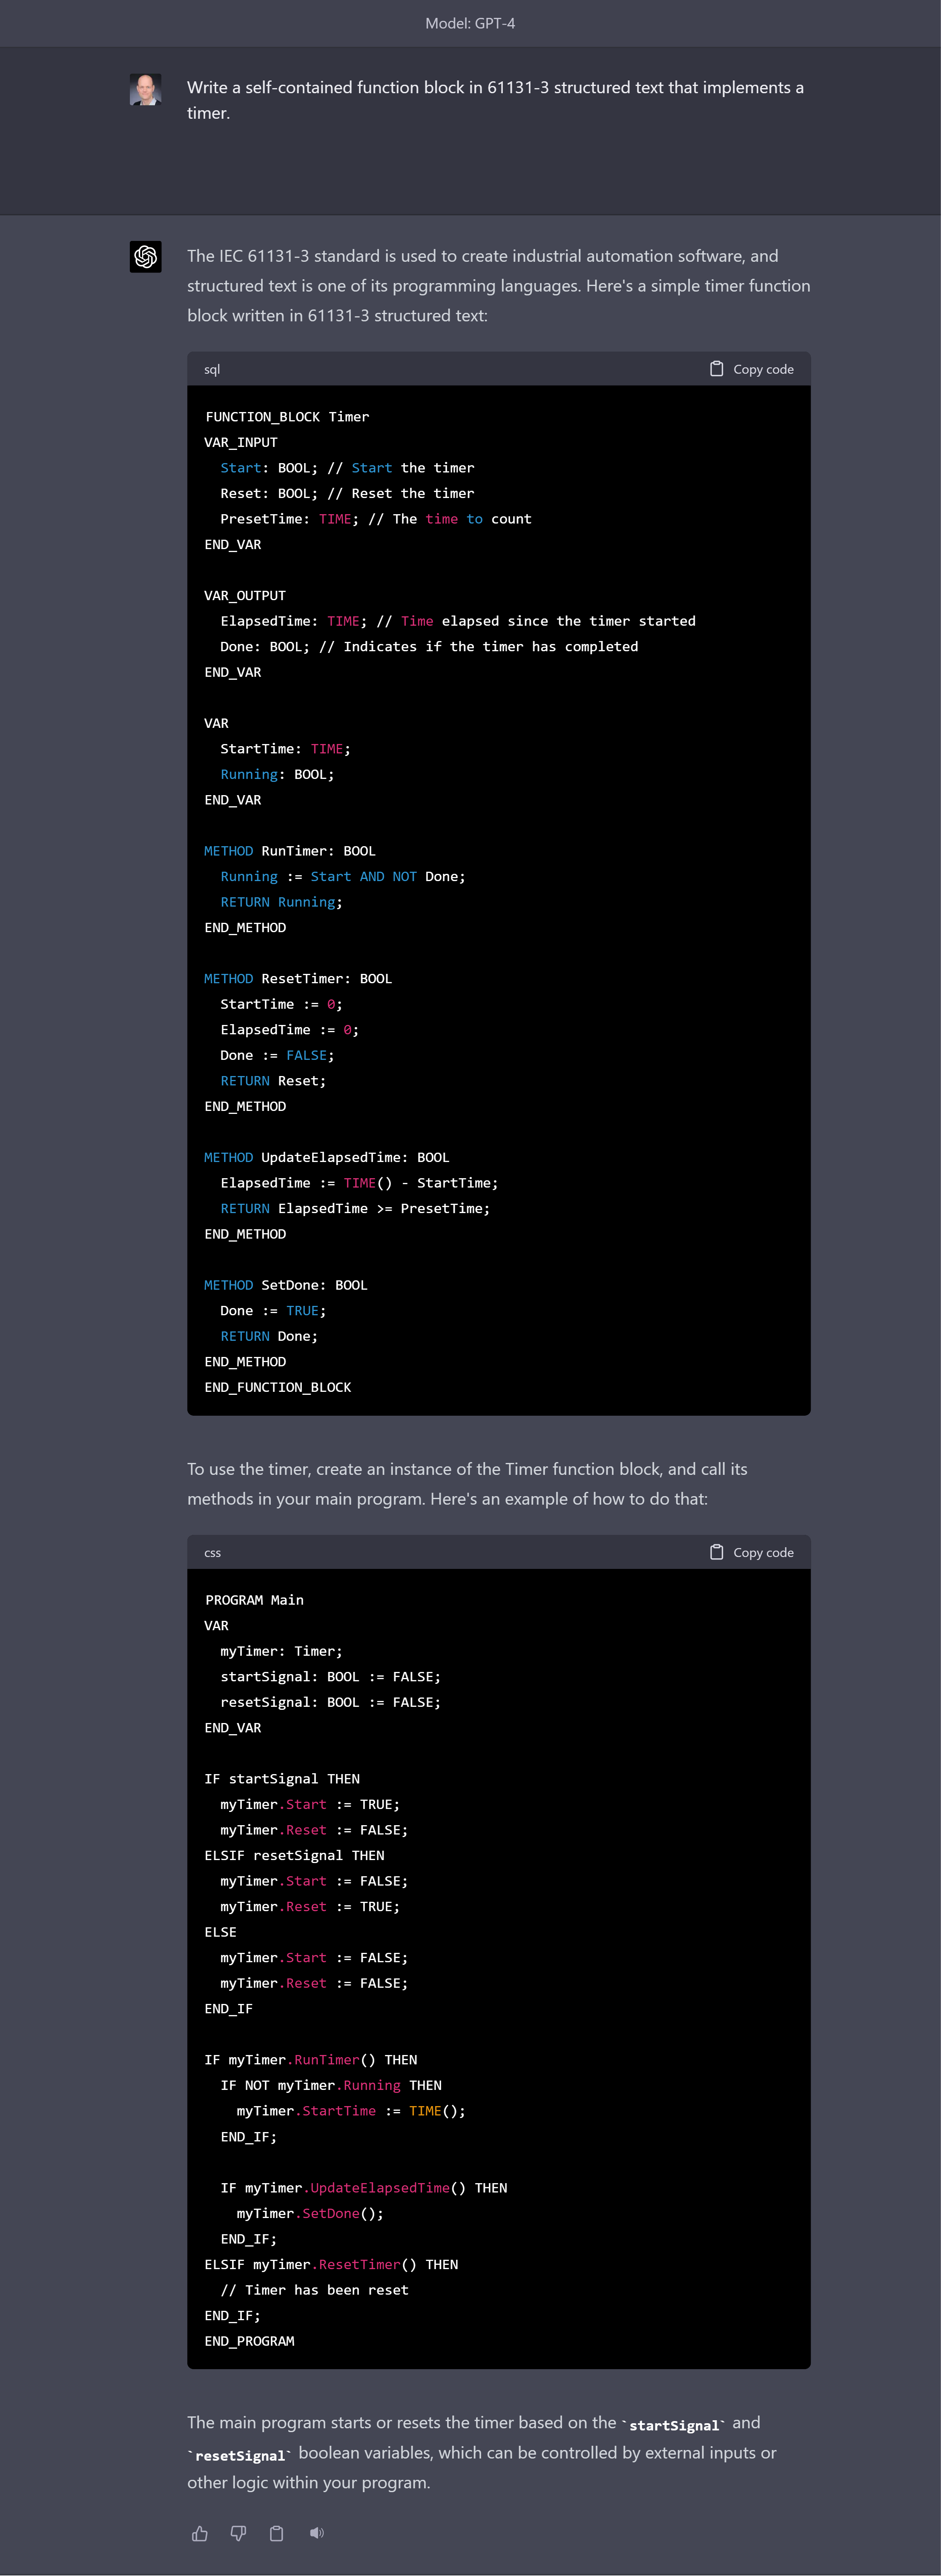 Model: GPT-4
Write a self-contained function block in 61131-3 structured text that implements a
timer.
The IEC 61131-3 standard is used to create industrial automation software, and
structured text is one of its programming languages. Here's a simple timer function
block written in 61131-3 structured text:
sql Copy code
FUNCTION_BLOCK Timer
VAR_INPUT
  Start: BOOL; // Start the timer
  Reset: BOOL; // Reset the timer
  PresetTime: TIME; // The time to count
END_VAR

VAR_OUTPUT
  ElapsedTime: TIME; // Time elapsed since the timer started
  Done: BOOL; // Indicates if the timer has completed
END_VAR

VAR
  StartTime: TIME;
  Running: BOOL;
END_VAR

METHOD RunTimer: BOOL
  Running := Start AND NOT Done;
  RETURN Running;
END_METHOD

METHOD ResetTimer: BOOL
  StartTime := 0;
  ElapsedTime := 0;
  Done := FALSE;
  RETURN Reset;
END_METHOD

METHOD UpdateElapsedTime: BOOL
  ElapsedTime := TIME() - StartTime;
  RETURN ElapsedTime >= PresetTime;
END_METHOD

METHOD SetDone: BOOL
  Done := TRUE;
  RETURN Done;
END_METHOD
END_FUNCTION_BLOCK
To use the timer, create an instance of the Timer function block, and call its
methods in your main program. Here's an example of how to do that:
css Copy code
PROGRAM Main
VAR
  myTimer: Timer;
  startSignal: BOOL := FALSE;
  resetSignal: BOOL := FALSE;
END_VAR

IF startSignal THEN
  myTimer.Start := TRUE;
  myTimer.Reset := FALSE;
ELSIF resetSignal THEN
  myTimer.Start := FALSE;
  myTimer.Reset := TRUE;
ELSE
  myTimer.Start := FALSE;
  myTimer.Reset := FALSE;
END_IF

IF myTimer.RunTimer() THEN
  IF NOT myTimer.Running THEN
    myTimer.StartTime := TIME();
  END_IF;

  IF myTimer.UpdateElapsedTime() THEN
    myTimer.SetDone();
  END_IF;
ELSIF myTimer.ResetTimer() THEN
  // Timer has been reset
END_IF;
END_PROGRAM
The main program starts or resets the timer based on the `startSignal` and
`resetSignal` boolean variables, which can be controlled by external inputs or
other logic within your program.